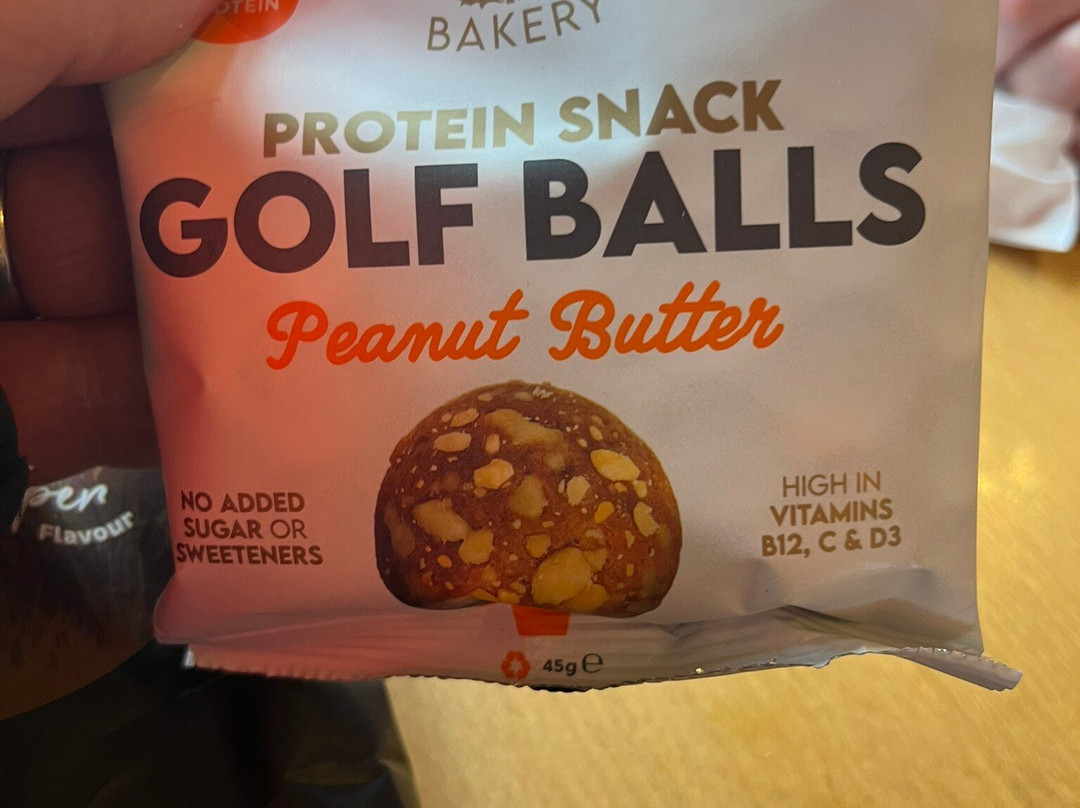 BAKERY
PROTEIN SNACK
GOLF BALLS
Peanut Butter
NO ADDED
SUGAR OR
SWEETENERS
HIGH IN
VITAMINS
B12, C & D3
45g ℮
Flavour